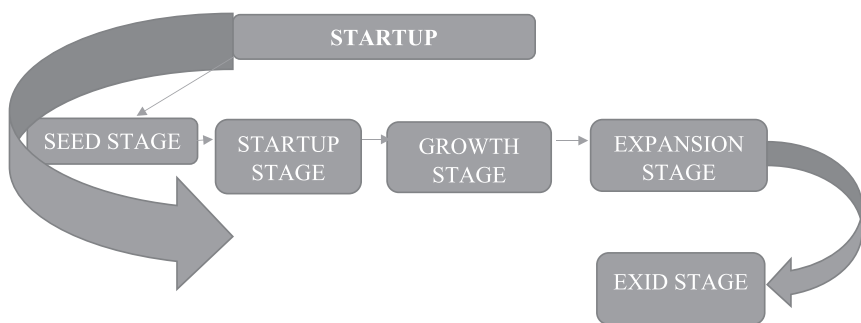 STARTUP
SEED STAGE
STARTUP
STAGE
GROWTH
STAGE
EXPANSION
STAGE
EXID STAGE